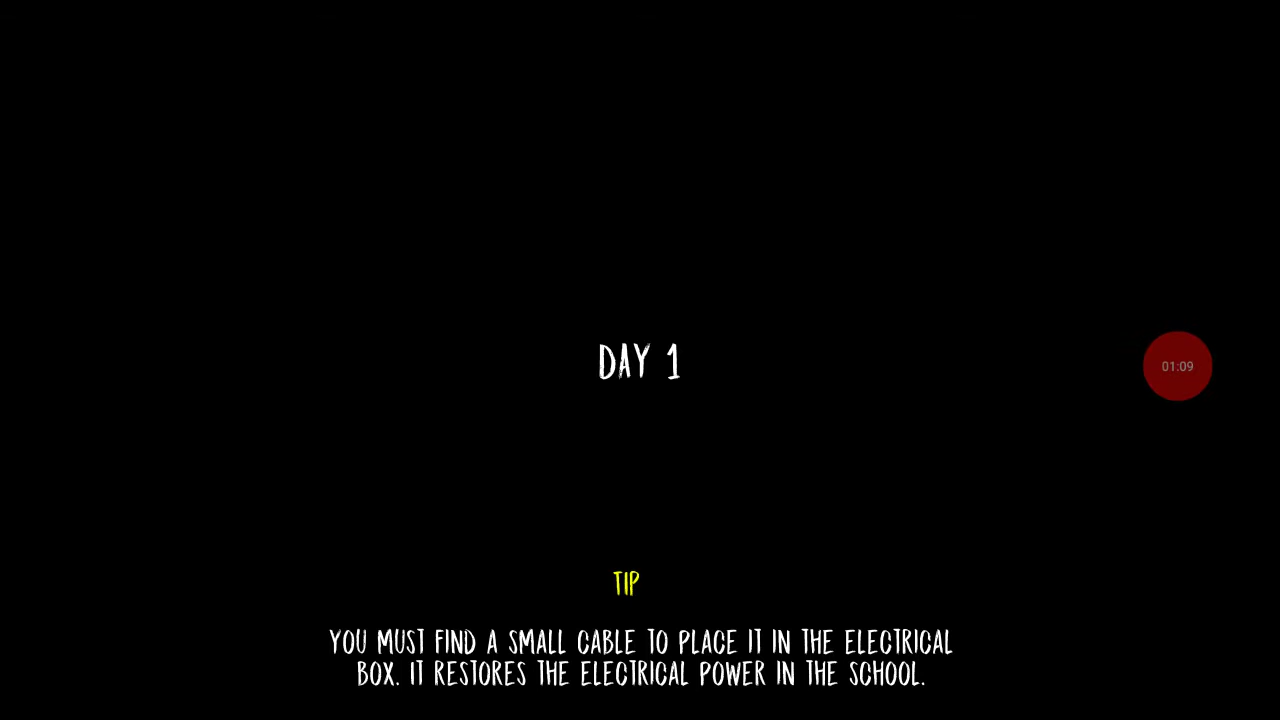 DAY 1
01:09
TIP
YOU MUST FIND A SMALL CABLE TO PLACE IT IN THE ELECTRICAL
BOX. IT RESTORES THE ELECTRICAL POWER IN THE SCHOOL.